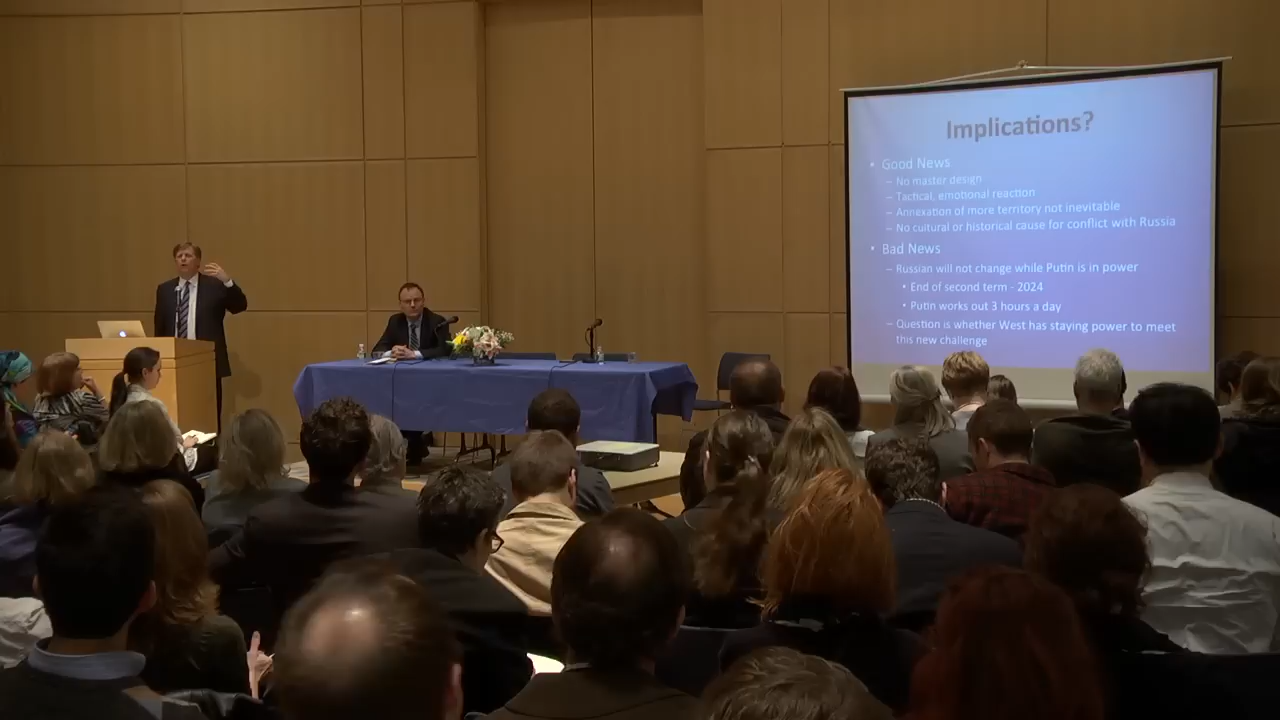 Implications?
• Good News
– No master design
– Tactical, emotional reaction
– Annexation of more territory not inevitable
– No cultural or historical cause for conflict with Russia
• Bad News
– Russian will not change while Putin is in power
• End of second term - 2024
• Putin works out 3 hours a day
– Question is whether West has staying power to meet
this new challenge